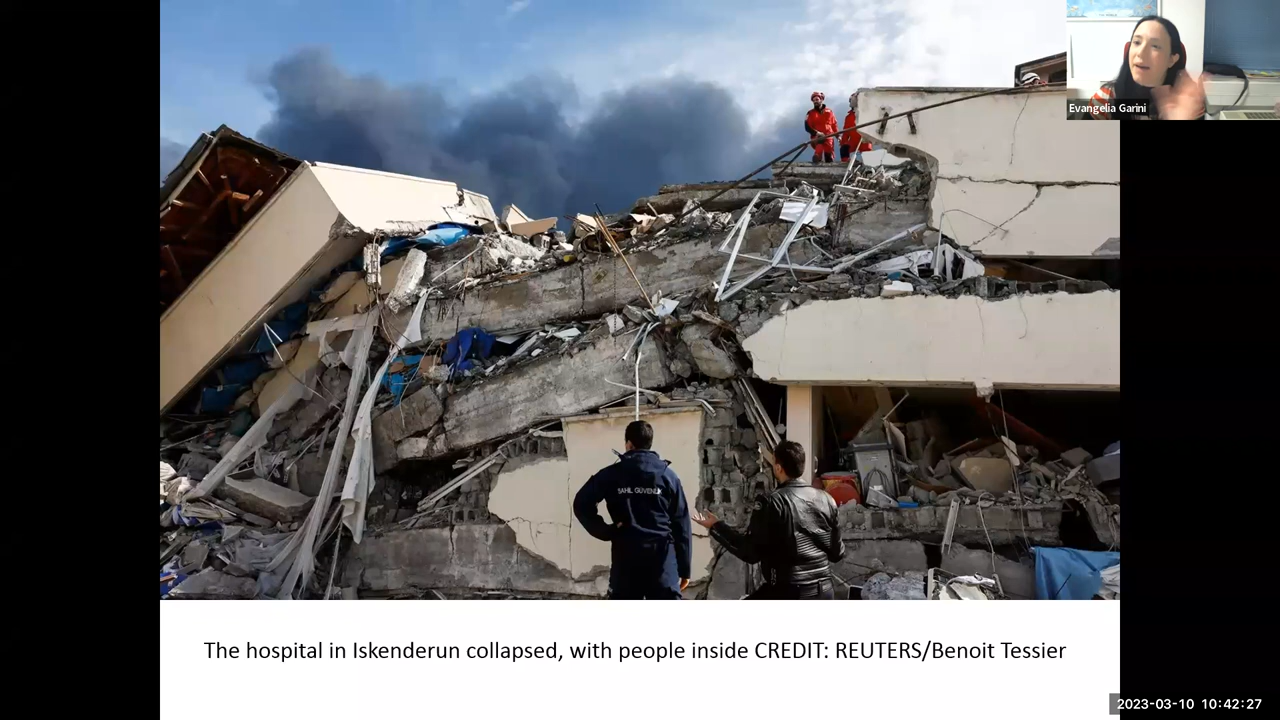 Evangelia Garini
SAHIL GÜVENLİK
The hospital in Iskenderun collapsed, with people inside CREDIT: REUTERS/Benoit Tessier
2023-03-10 10:42:27